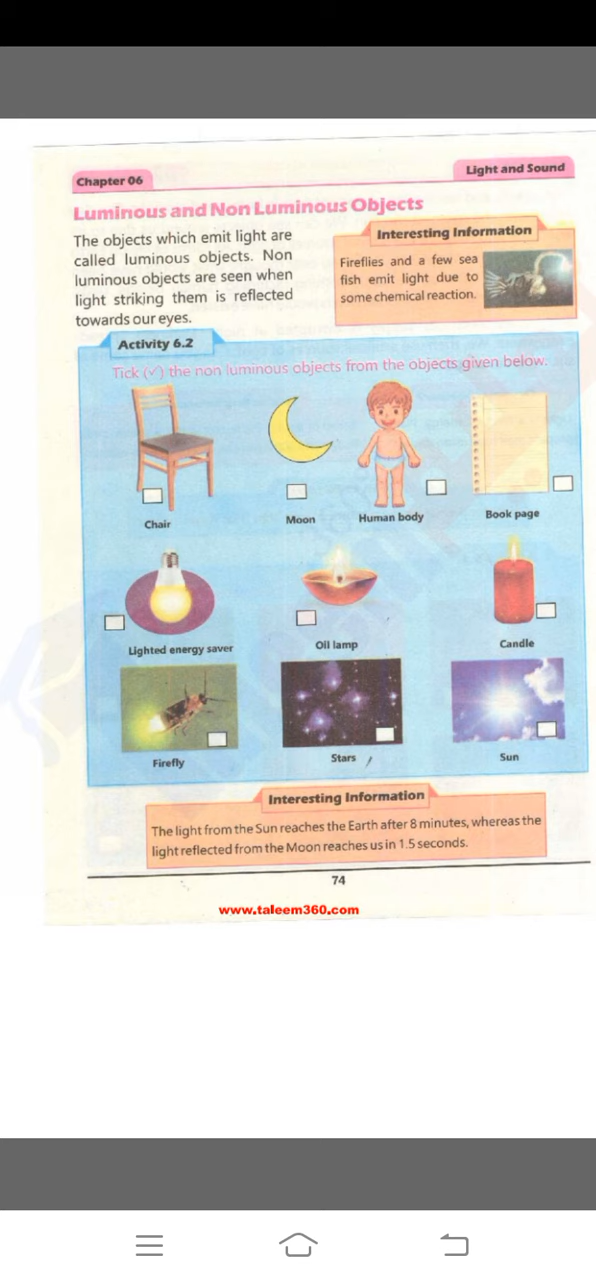 Chapter 06
Light and Sound
Luminous and Non Luminous Objects
The objects which emit light are
called luminous objects. Non
luminous objects are seen when
light striking them is reflected
towards our eyes.
Interesting Information
Fireflies and a few sea
fish emit light due to
some chemical reaction.
Activity 6.2
Tick (✓) the non luminous objects from the objects given below.
Chair
Moon
Human body
Book page
Lighted energy saver
Oil lamp
Candle
Firefly
Stars
Sun
Interesting Information
The light from the Sun reaches the Earth after 8 minutes, whereas the
light reflected from the Moon reaches us in 1.5 seconds.
74
www.taleem360.com